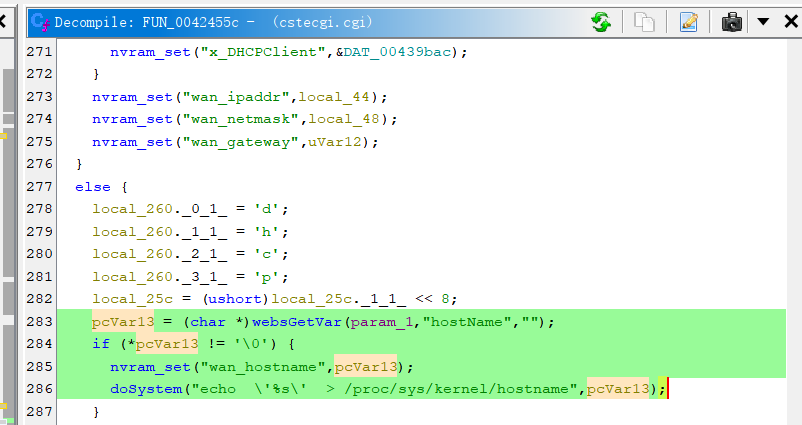 Decompile: FUN_0042455c - (cstecgi.cgi)
271 nvram_set("x_DHCPClient",&DAT_00439bac);
272 }
273 nvram_set("wan_ipaddr",local_44);
274 nvram_set("wan_netmask",local_48);
275 nvram_set("wan_gateway",uVar12);
276 }
277 else {
278 local_260._0_1_ = 'd';
279 local_260._1_1_ = 'h';
280 local_260._2_1_ = 'c';
281 local_260._3_1_ = 'p';
282 local_25c = (ushort)local_25c._1_1_ << 8;
283 pcVar13 = (char *)websGetVar(param_1,"hostName","");
284 if (*pcVar13 != '\0') {
285 nvram_set("wan_hostname",pcVar13);
286 doSystem("echo  \'%s\'  > /proc/sys/kernel/hostname",pcVar13);
287 }